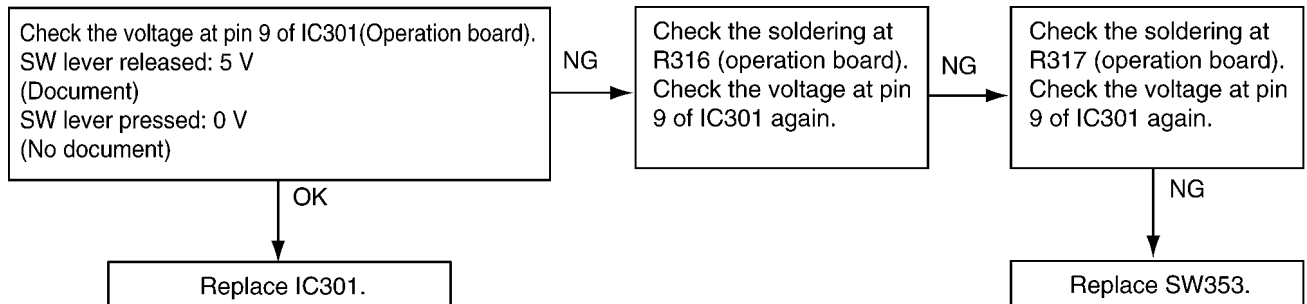 Check the voltage at pin 9 of IC301(Operation board).
SW lever released: 5 V
(Document)
SW lever pressed: 0 V
(No document)
NG
Check the soldering at
R316 (operation board).
Check the voltage at pin
9 of IC301 again.
NG
Check the soldering at
R317 (operation board).
Check the voltage at pin
9 of IC301 again.
OK
NG
Replace IC301.
Replace SW353.